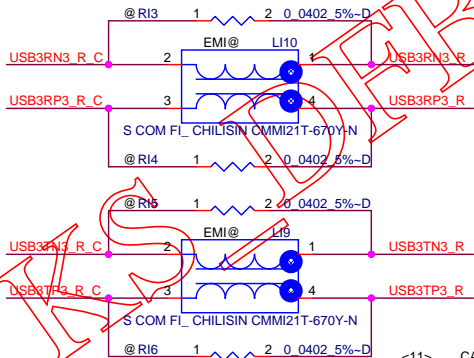 @RI3 1 2 0_0402_5%~D
EMI@ LI10
USB3RN3_R_C 2 1 USB3RN3_R
USB3RP3_R_C 3 4 USB3RP3_R
S COM FI_ CHILISIN CMMI21T-670Y-N
@RI4 1 2 0_0402_5%~D
@RI5 1 2 0_0402_5%~D
EMI@ LI9
USB3TN3_R_C 2 1 USB3TN3_R
USB3TP3_R_C 3 4 USB3TP3_R
S COM FI_ CHILISIN CMMI21T-670Y-N
@RI6 1 2 0_0402_5%~D
<11>